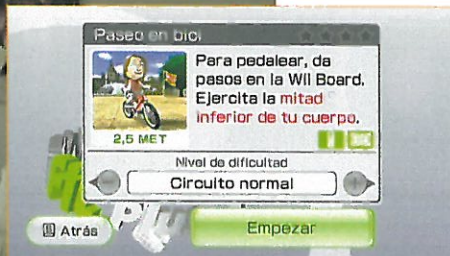 Paseo en bici
Para pedalear, da
pasos en la Wii Board.
Ejercita la mitad
inferior de tu cuerpo.
2,5 MET
Nivel de dificultad
Circuito normal
Atrás
Empezar